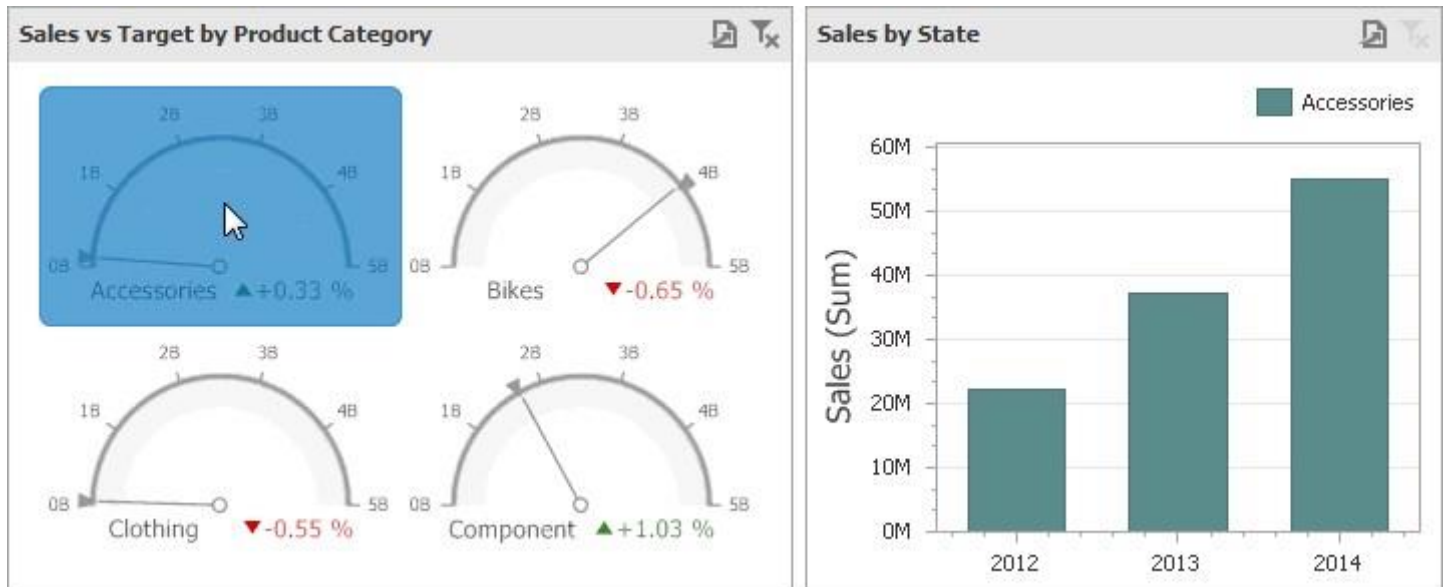 Sales vs Target by Product Category
2B 3B
1B 4B
0B 5B
Accessories ▲+0.33 %
2B 3B
1B 4B
0B 5B
Bikes ▼-0.65 %
2B 3B
1B 4B
0B 5B
Clothing ▼-0.55 %
2B 3B
1B 4B
0B 5B
Component ▲+1.03 %
Sales by State
Accessories
Sales (Sum)
60M
50M
40M
30M
20M
10M
0M
2012 2013 2014